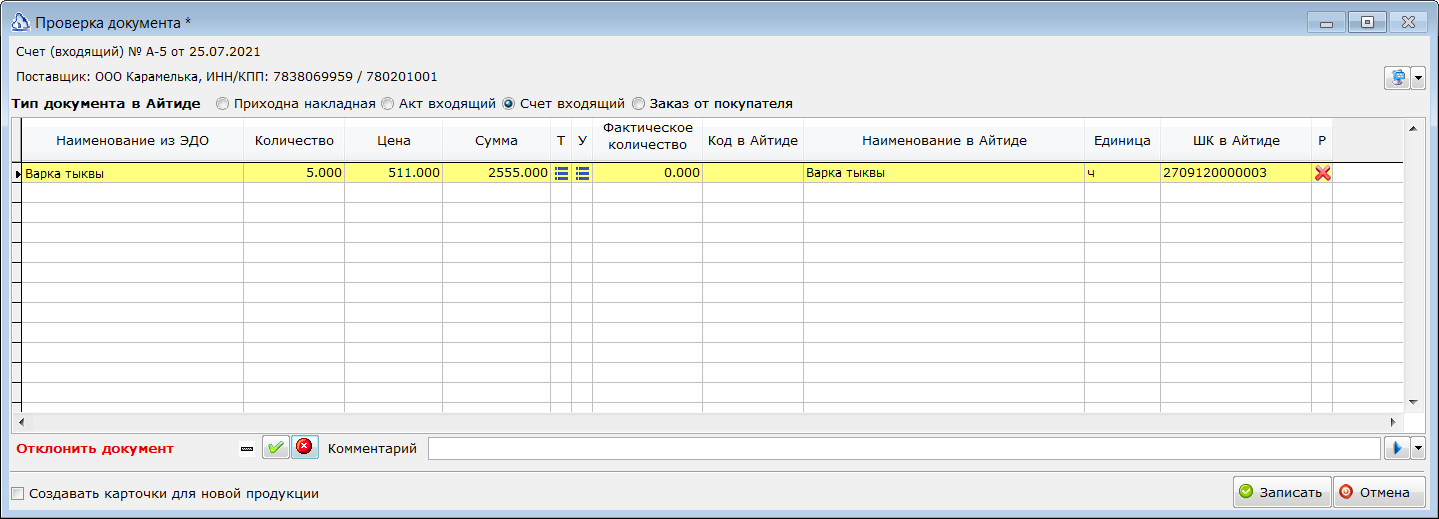 Проверка документа *
Счет (входящий) № А-5 от 25.07.2021
Поставщик: ООО Карамелька, ИНН/КПП: 7838069959 / 780201001
Тип документа в Айтиде Приходна накладная Акт входящий Счет входящий Заказ от покупателя
Наименование из ЭДО Количество Цена Сумма Т У Фактическое количество Код в Айтиде Наименование в Айтиде Единица ШК в Айтиде Р
Варка тыквы 5.000 511.000 2555.000 0.000 Варка тыквы ч 2709120000003
Отклонить документ Комментарий
Создавать карточки для новой продукции Записать Отмена